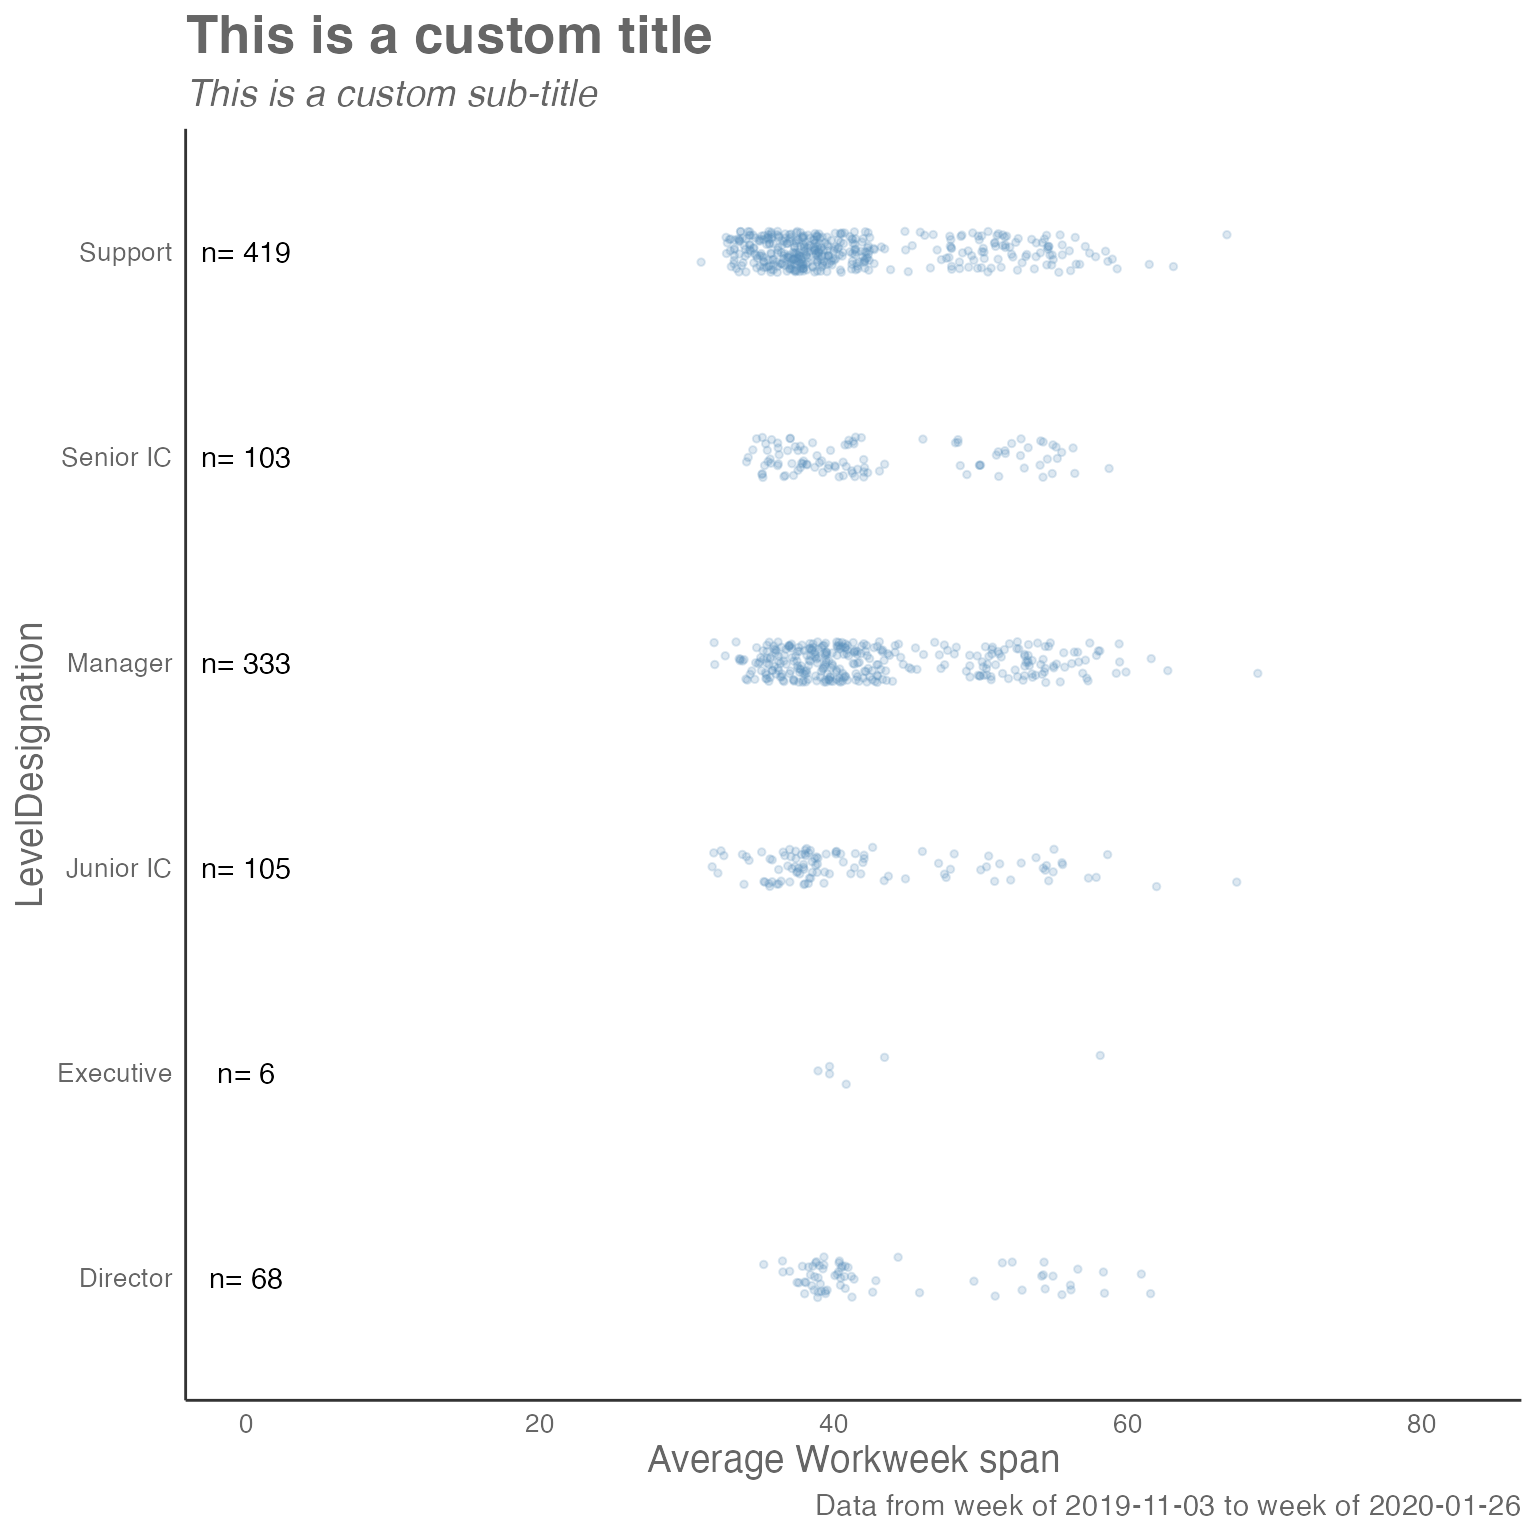 This is a custom title
This is a custom sub-title
LevelDesignation
Support n= 419
Senior IC n= 103
Manager n= 333
Junior IC n= 105
Executive n= 6
Director n= 68
0 20 40 60 80
Average Workweek span
Data from week of 2019-11-03 to week of 2020-01-26